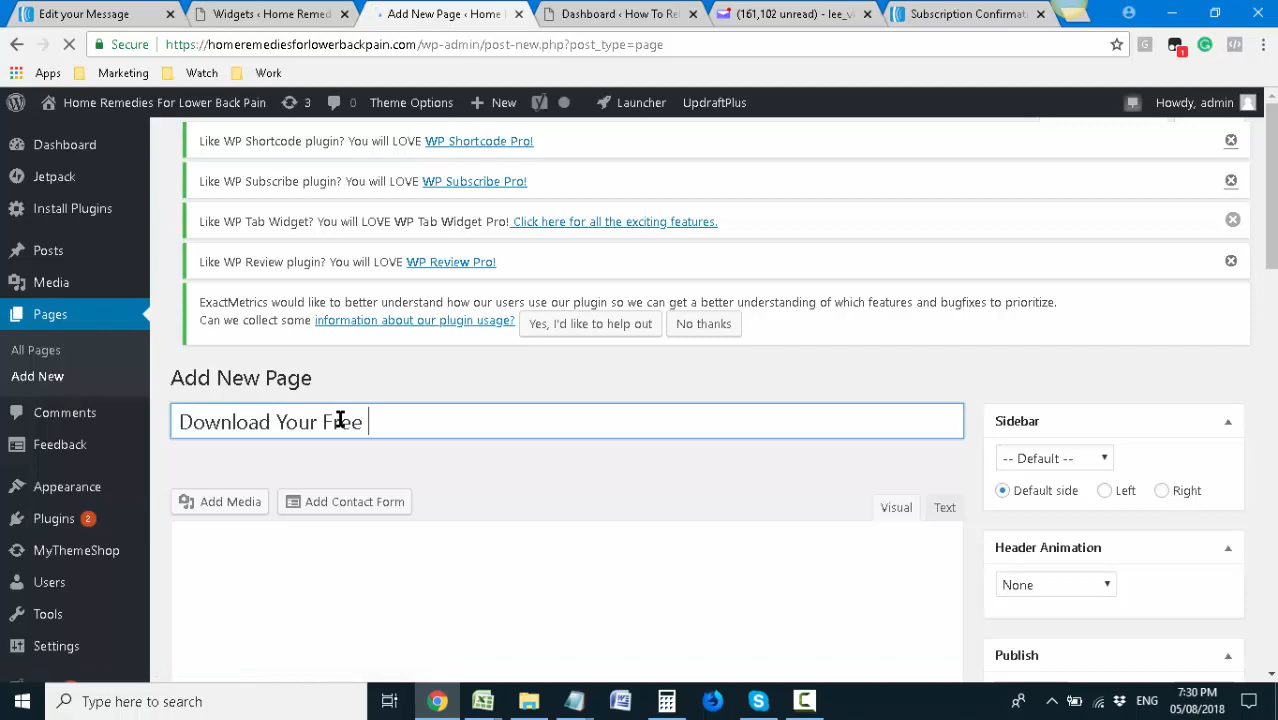 Edit your Message
Widgets ‹ Home Remed
Add New Page ‹ Home
Dashboard ‹ How To Re
(161,102 unread) - lee_v
Subscription Confirmat
Secure https://homeremediesforlowerbackpain.com/wp-admin/post-new.php?post_type=page
Apps Marketing Watch Work
Home Remedies For Lower Back Pain 3 0 Theme Options + New Launcher UpdraftPlus Howdy, admin
Dashboard
Jetpack
Install Plugins
Posts
Media
Pages
All Pages
Add New
Comments
Feedback
Appearance
Plugins 2
MyThemeShop
Users
Tools
Settings
Like WP Shortcode plugin? You will LOVE WP Shortcode Pro!
Like WP Subscribe plugin? You will LOVE WP Subscribe Pro!
Like WP Tab Widget? You will LOVE WP Tab Widget Pro! Click here for all the exciting features.
Like WP Review plugin? You will LOVE WP Review Pro!
ExactMetrics would like to better understand how our users use our plugin so we can get a better understanding of which features and bugfixes to prioritize.
Can we collect some information about our plugin usage? Yes, I'd like to help out No thanks
Add New Page
Download Your Free
Add Media Add Contact Form
Visual Text
Sidebar
-- Default --
Default side Left Right
Header Animation
None
Publish
Type here to search
ENG
7:30 PM
05/08/2018